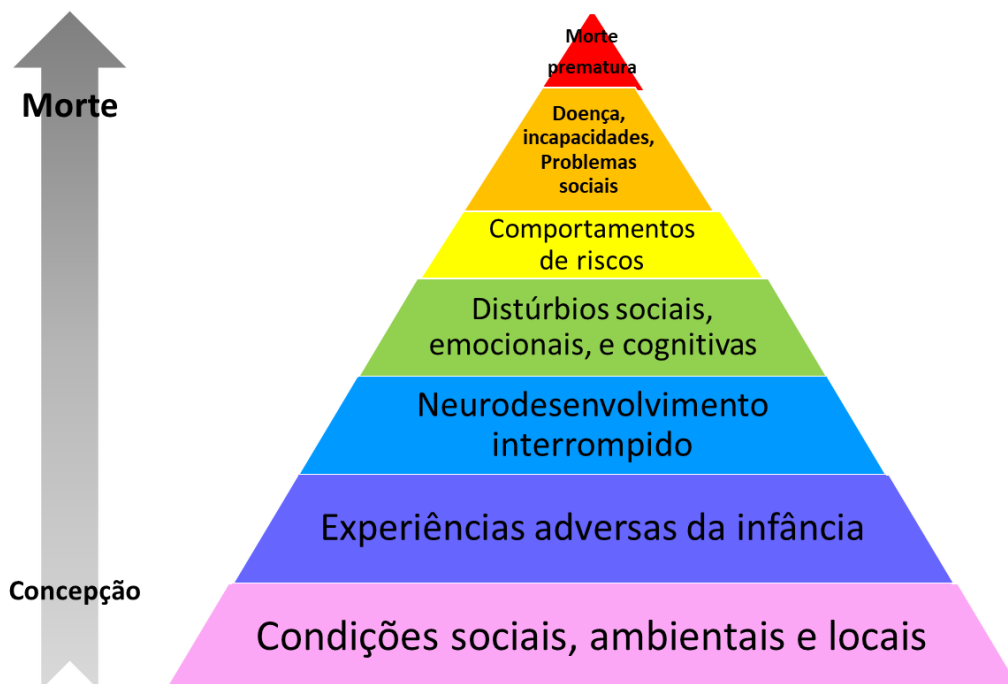 Morte
prematura
Morte
Doença,
incapacidades,
Problemas
sociais
Comportamentos
de riscos
Distúrbios sociais,
emocionais, e cognitivas
Neurodesenvolvimento
interrompido
Experiências adversas da infância
Concepção
Condições sociais, ambientais e locais